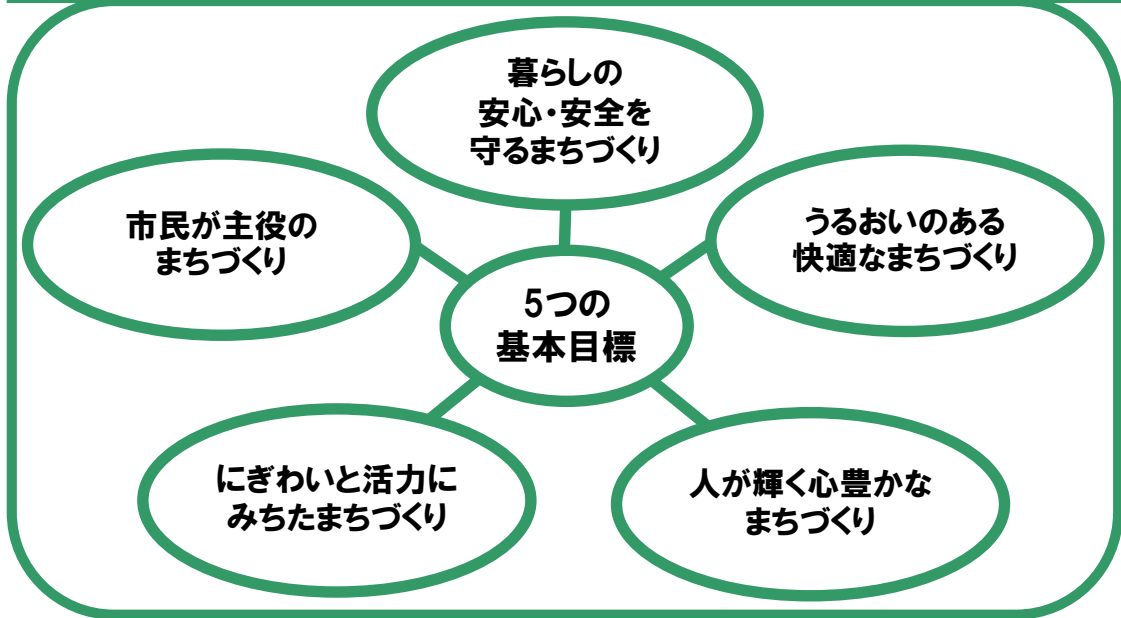 暮らしの
安心・安全を
守るまちづくり
市民が主役の
まちづくり
うるおいのある
快適なまちづくり
5つの
基本目標
にぎわいと活力に
みちたまちづくり
人が輝く心豊かな
まちづくり